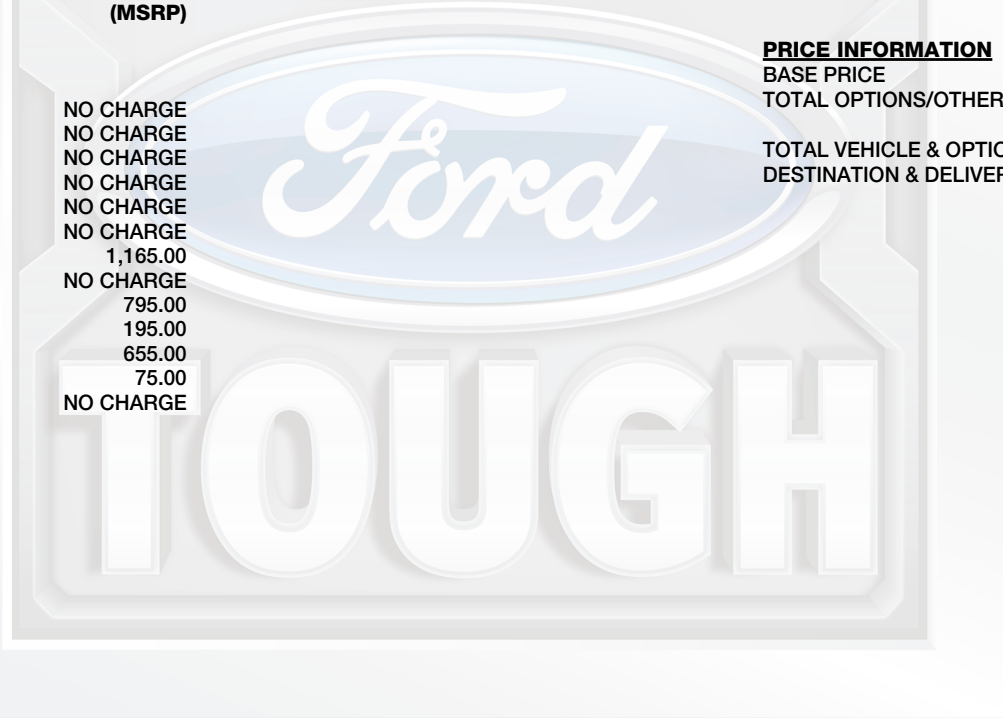 (MSRP)
NO CHARGE
NO CHARGE
NO CHARGE
NO CHARGE
NO CHARGE
NO CHARGE
1,165.00
NO CHARGE
795.00
195.00
655.00
75.00
NO CHARGE
PRICE INFORMATION
BASE PRICE
TOTAL OPTIONS/OTHER
TOTAL VEHICLE & OPTIO
DESTINATION & DELIVER
Ford
TOUGH